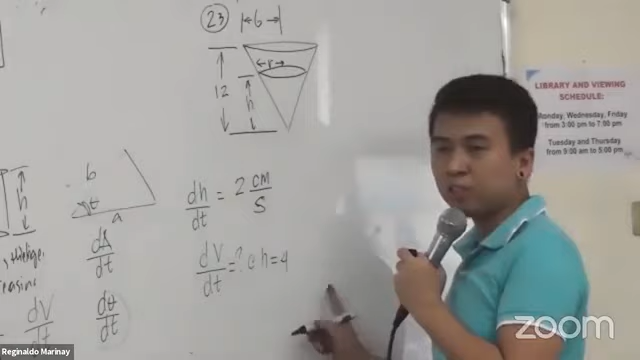 23
6
r
12
h
dh/dt = 2 cm/s
dV/dt = ? @ h=4
h
b
θ
a
dA/dt
dV/dt
dθ/dt
LIBRARY AND VIEWING
SCHEDULE:
Monday, Wednesday, Friday
from 3:00 pm to 7:00 pm
Tuesday and Thursday
from 9:00 am to 5:00 pm
zoom
Reginaldo Marinay